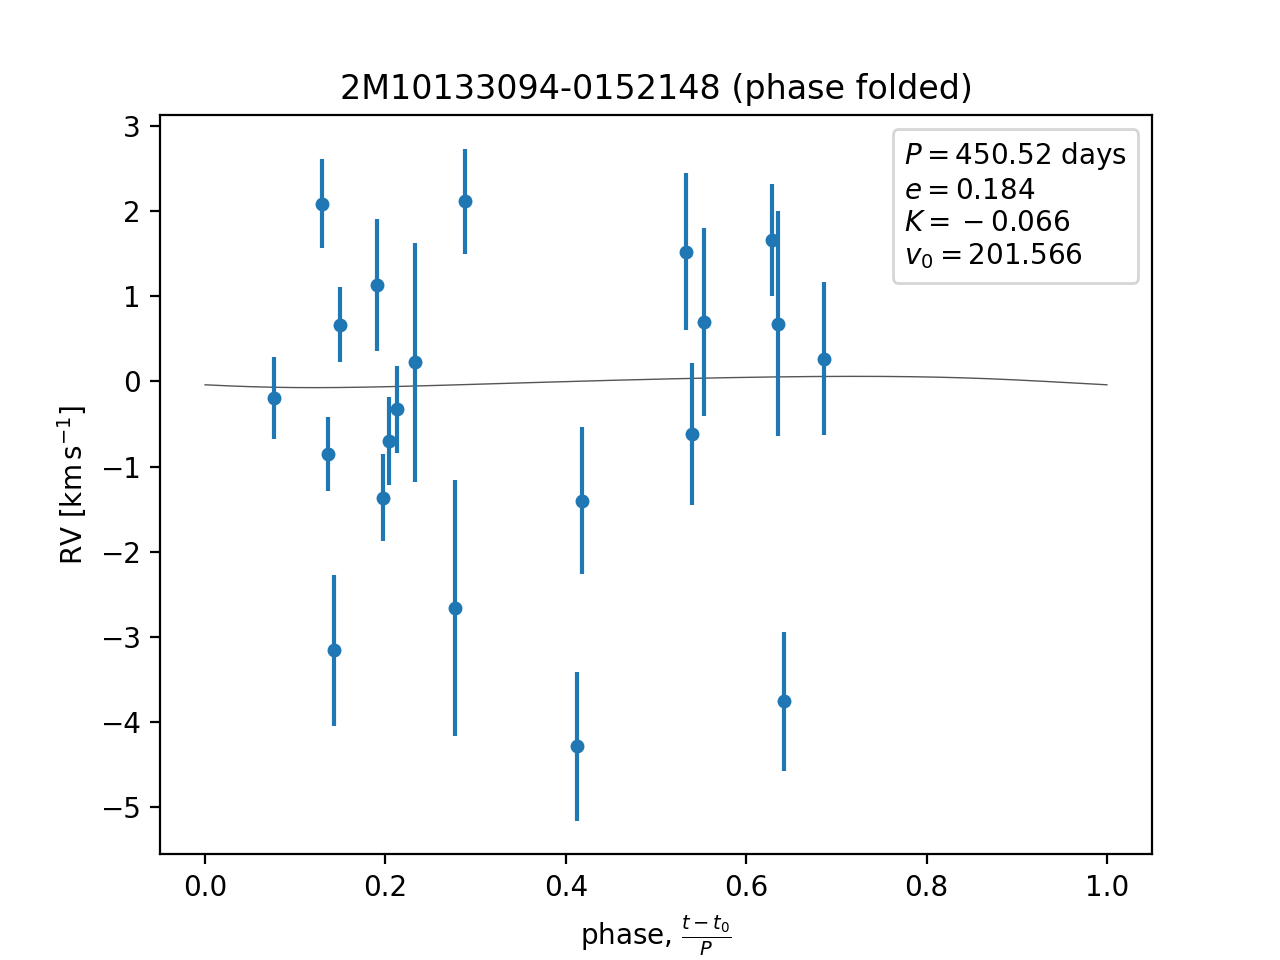 2M10133094-0152148 (phase folded)
P = 450.52 days
e = 0.184
K = −0.066
v₀ = 201.566
3
2
1
0
−1
−2
−3
−4
−5
RV [km s⁻¹]
0.0 0.2 0.4 0.6 0.8 1.0
phase, (t − t₀)/P